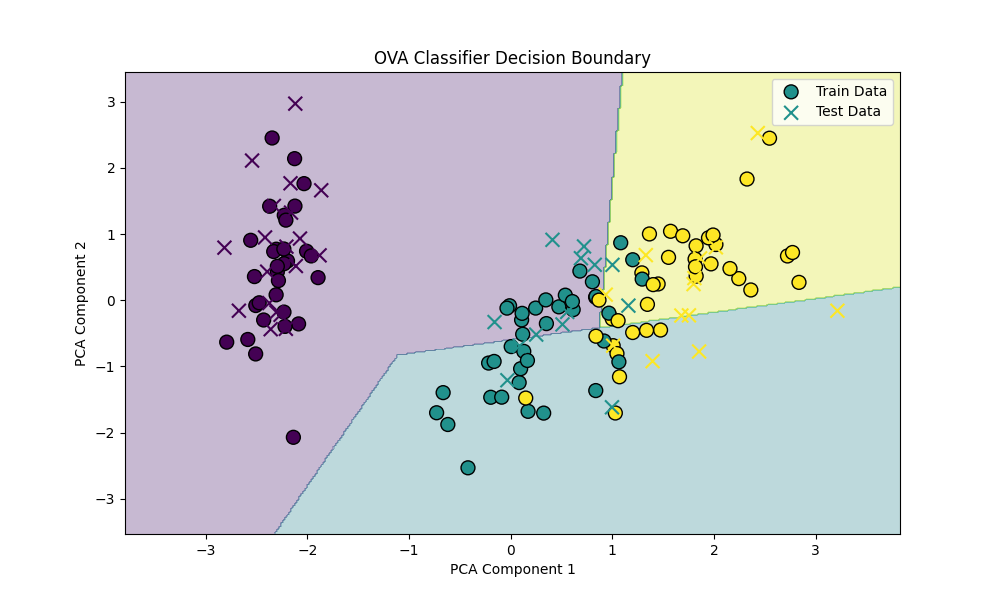 OVA Classifier Decision Boundary
Train Data
Test Data
3
2
1
0
−1
−2
−3
PCA Component 2
−3
−2
−1
0
1
2
3
PCA Component 1